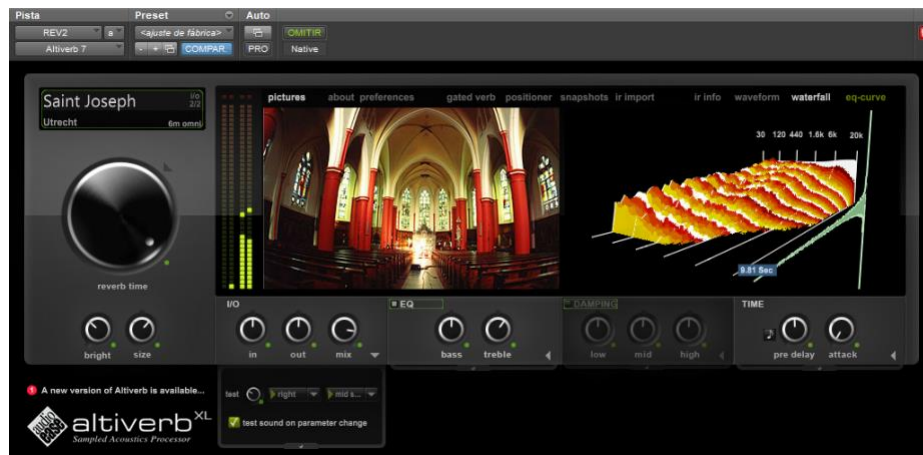 Pista Preset Auto
REV2 a <ajuste de fábrica> OMITIR
Altiverb 7 - + COMPAR. PRO Native
Saint Joseph I/o 2/2
Utrecht 6m omni
pictures about preferences gated verb positioner snapshots ir import ir info waveform waterfall eq-curve
30 120 440 1.6k 6k 20k
9.81 Sec
reverb time
I/O EQ DAMPING TIME
bright size in out mix bass treble low mid high pre delay attack
1 A new version of Altiverb is available...
test right mid s...
test sound on parameter change
audio ease altiverb XL
Sampled Acoustics Processor